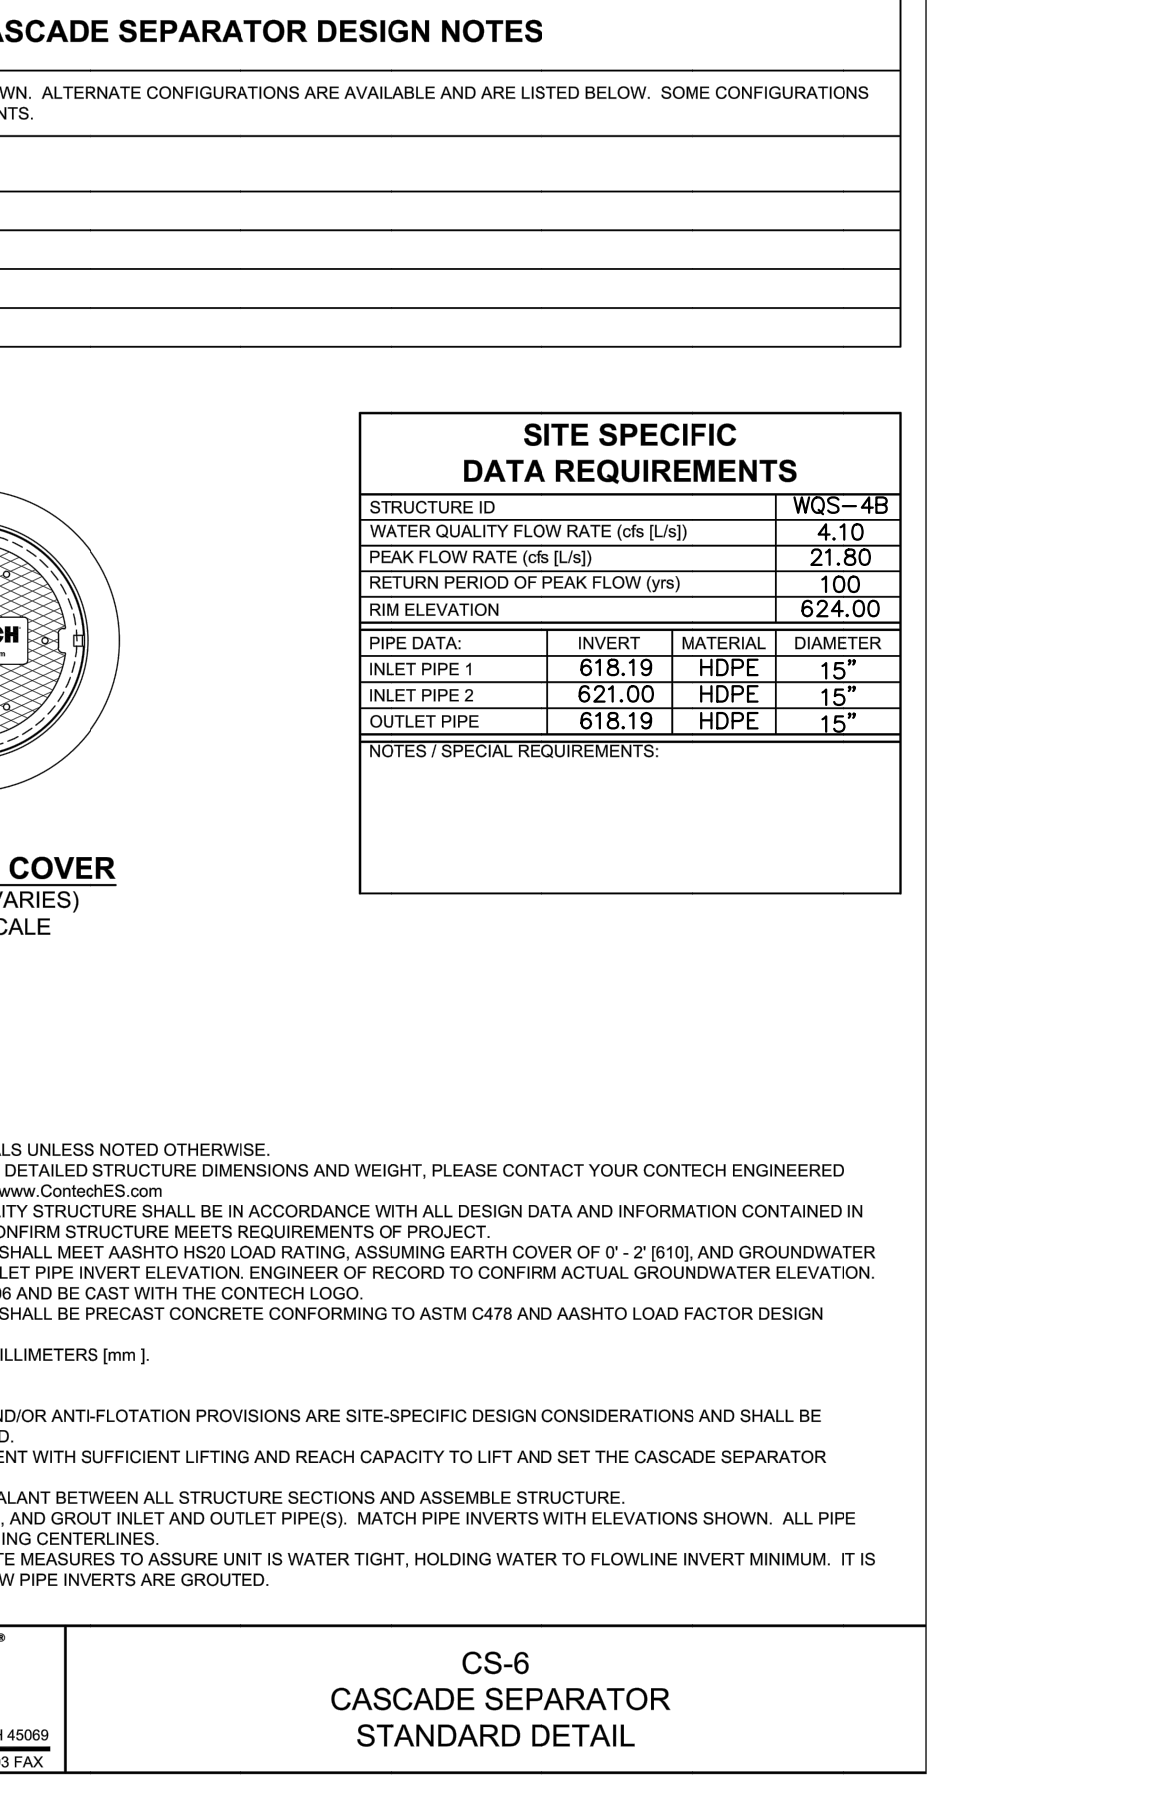 ASCADE SEPARATOR DESIGN NOTES
WN. ALTERNATE CONFIGURATIONS ARE AVAILABLE AND ARE LISTED BELOW. SOME CONFIGURATIONS
NTS.
SITE SPECIFIC
DATA REQUIREMENTS
STRUCTURE ID WQS-4B
WATER QUALITY FLOW RATE (cfs [L/s]) 4.10
PEAK FLOW RATE (cfs [L/s]) 21.80
RETURN PERIOD OF PEAK FLOW (yrs) 100
RIM ELEVATION 624.00
PIPE DATA: INVERT MATERIAL DIAMETER
INLET PIPE 1 618.19 HDPE 15"
INLET PIPE 2 621.00 HDPE 15"
OUTLET PIPE 618.19 HDPE 15"
NOTES / SPECIAL REQUIREMENTS:
CH
m
COVER
VARIES)
CALE
ALS UNLESS NOTED OTHERWISE.
DETAILED STRUCTURE DIMENSIONS AND WEIGHT, PLEASE CONTACT YOUR CONTECH ENGINEERED
www.ContechES.com
ITY STRUCTURE SHALL BE IN ACCORDANCE WITH ALL DESIGN DATA AND INFORMATION CONTAINED IN
ONFIRM STRUCTURE MEETS REQUIREMENTS OF PROJECT.
SHALL MEET AASHTO HS20 LOAD RATING, ASSUMING EARTH COVER OF 0' - 2' [610], AND GROUNDWATER
LET PIPE INVERT ELEVATION. ENGINEER OF RECORD TO CONFIRM ACTUAL GROUNDWATER ELEVATION.
06 AND BE CAST WITH THE CONTECH LOGO.
SHALL BE PRECAST CONCRETE CONFORMING TO ASTM C478 AND AASHTO LOAD FACTOR DESIGN
ILLIMETERS [mm ].
ND/OR ANTI-FLOTATION PROVISIONS ARE SITE-SPECIFIC DESIGN CONSIDERATIONS AND SHALL BE
D.
ENT WITH SUFFICIENT LIFTING AND REACH CAPACITY TO LIFT AND SET THE CASCADE SEPARATOR
ALANT BETWEEN ALL STRUCTURE SECTIONS AND ASSEMBLE STRUCTURE.
, AND GROUT INLET AND OUTLET PIPE(S). MATCH PIPE INVERTS WITH ELEVATIONS SHOWN. ALL PIPE
ING CENTERLINES.
TE MEASURES TO ASSURE UNIT IS WATER TIGHT, HOLDING WATER TO FLOWLINE INVERT MINIMUM. IT IS
W PIPE INVERTS ARE GROUTED.
®
H 45069
03 FAX
CS-6
CASCADE SEPARATOR
STANDARD DETAIL